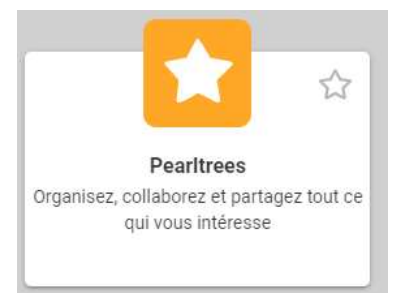 Pearltrees
Organisez, collaborez et partagez tout ce
qui vous intéresse